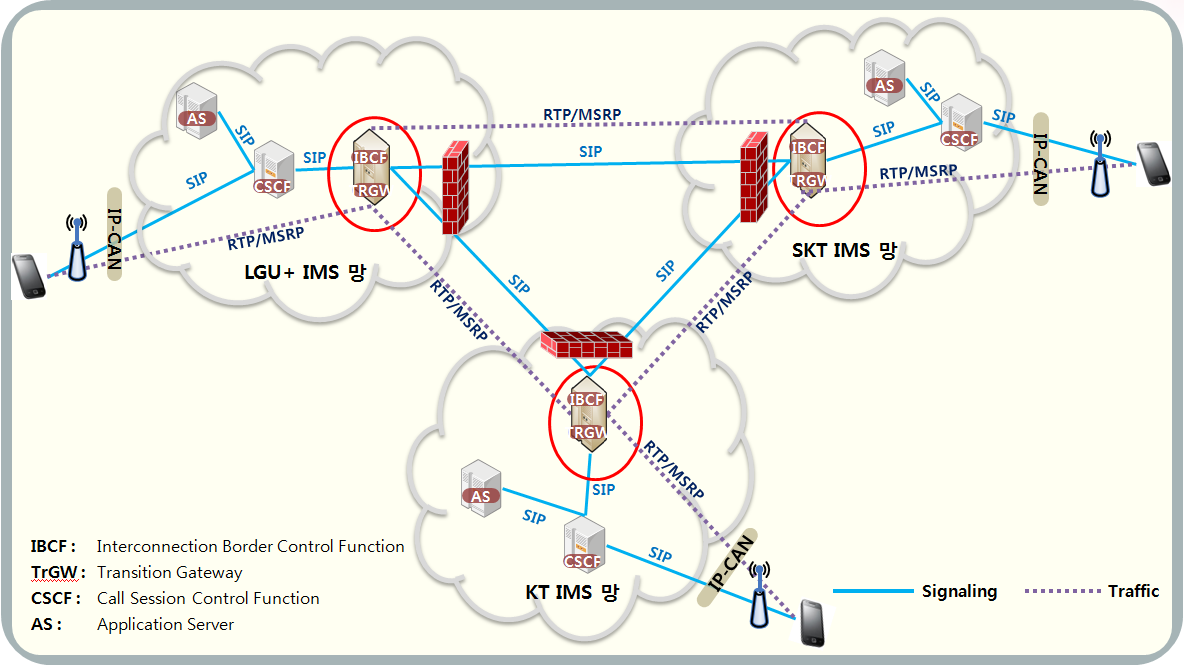 AS
SIP
CSCF
SIP
IBCF
TRGW
SIP
IP-CAN
RTP/MSRP
LGU+ IMS 망
RTP/MSRP
SIP
AS
SIP
CSCF
SIP
IBCF
TRGW
SIP
IP-CAN
RTP/MSRP
SKT IMS 망
SIP
RTP/MSRP
SIP
RTP/MSRP
IBCF
TRGW
SIP
RTP/MSRP
AS
SIP
CSCF
SIP
IP-CAN
KT IMS 망
IBCF : Interconnection Border Control Function
TrGW : Transition Gateway
CSCF : Call Session Control Function
AS : Application Server
Signaling
Traffic